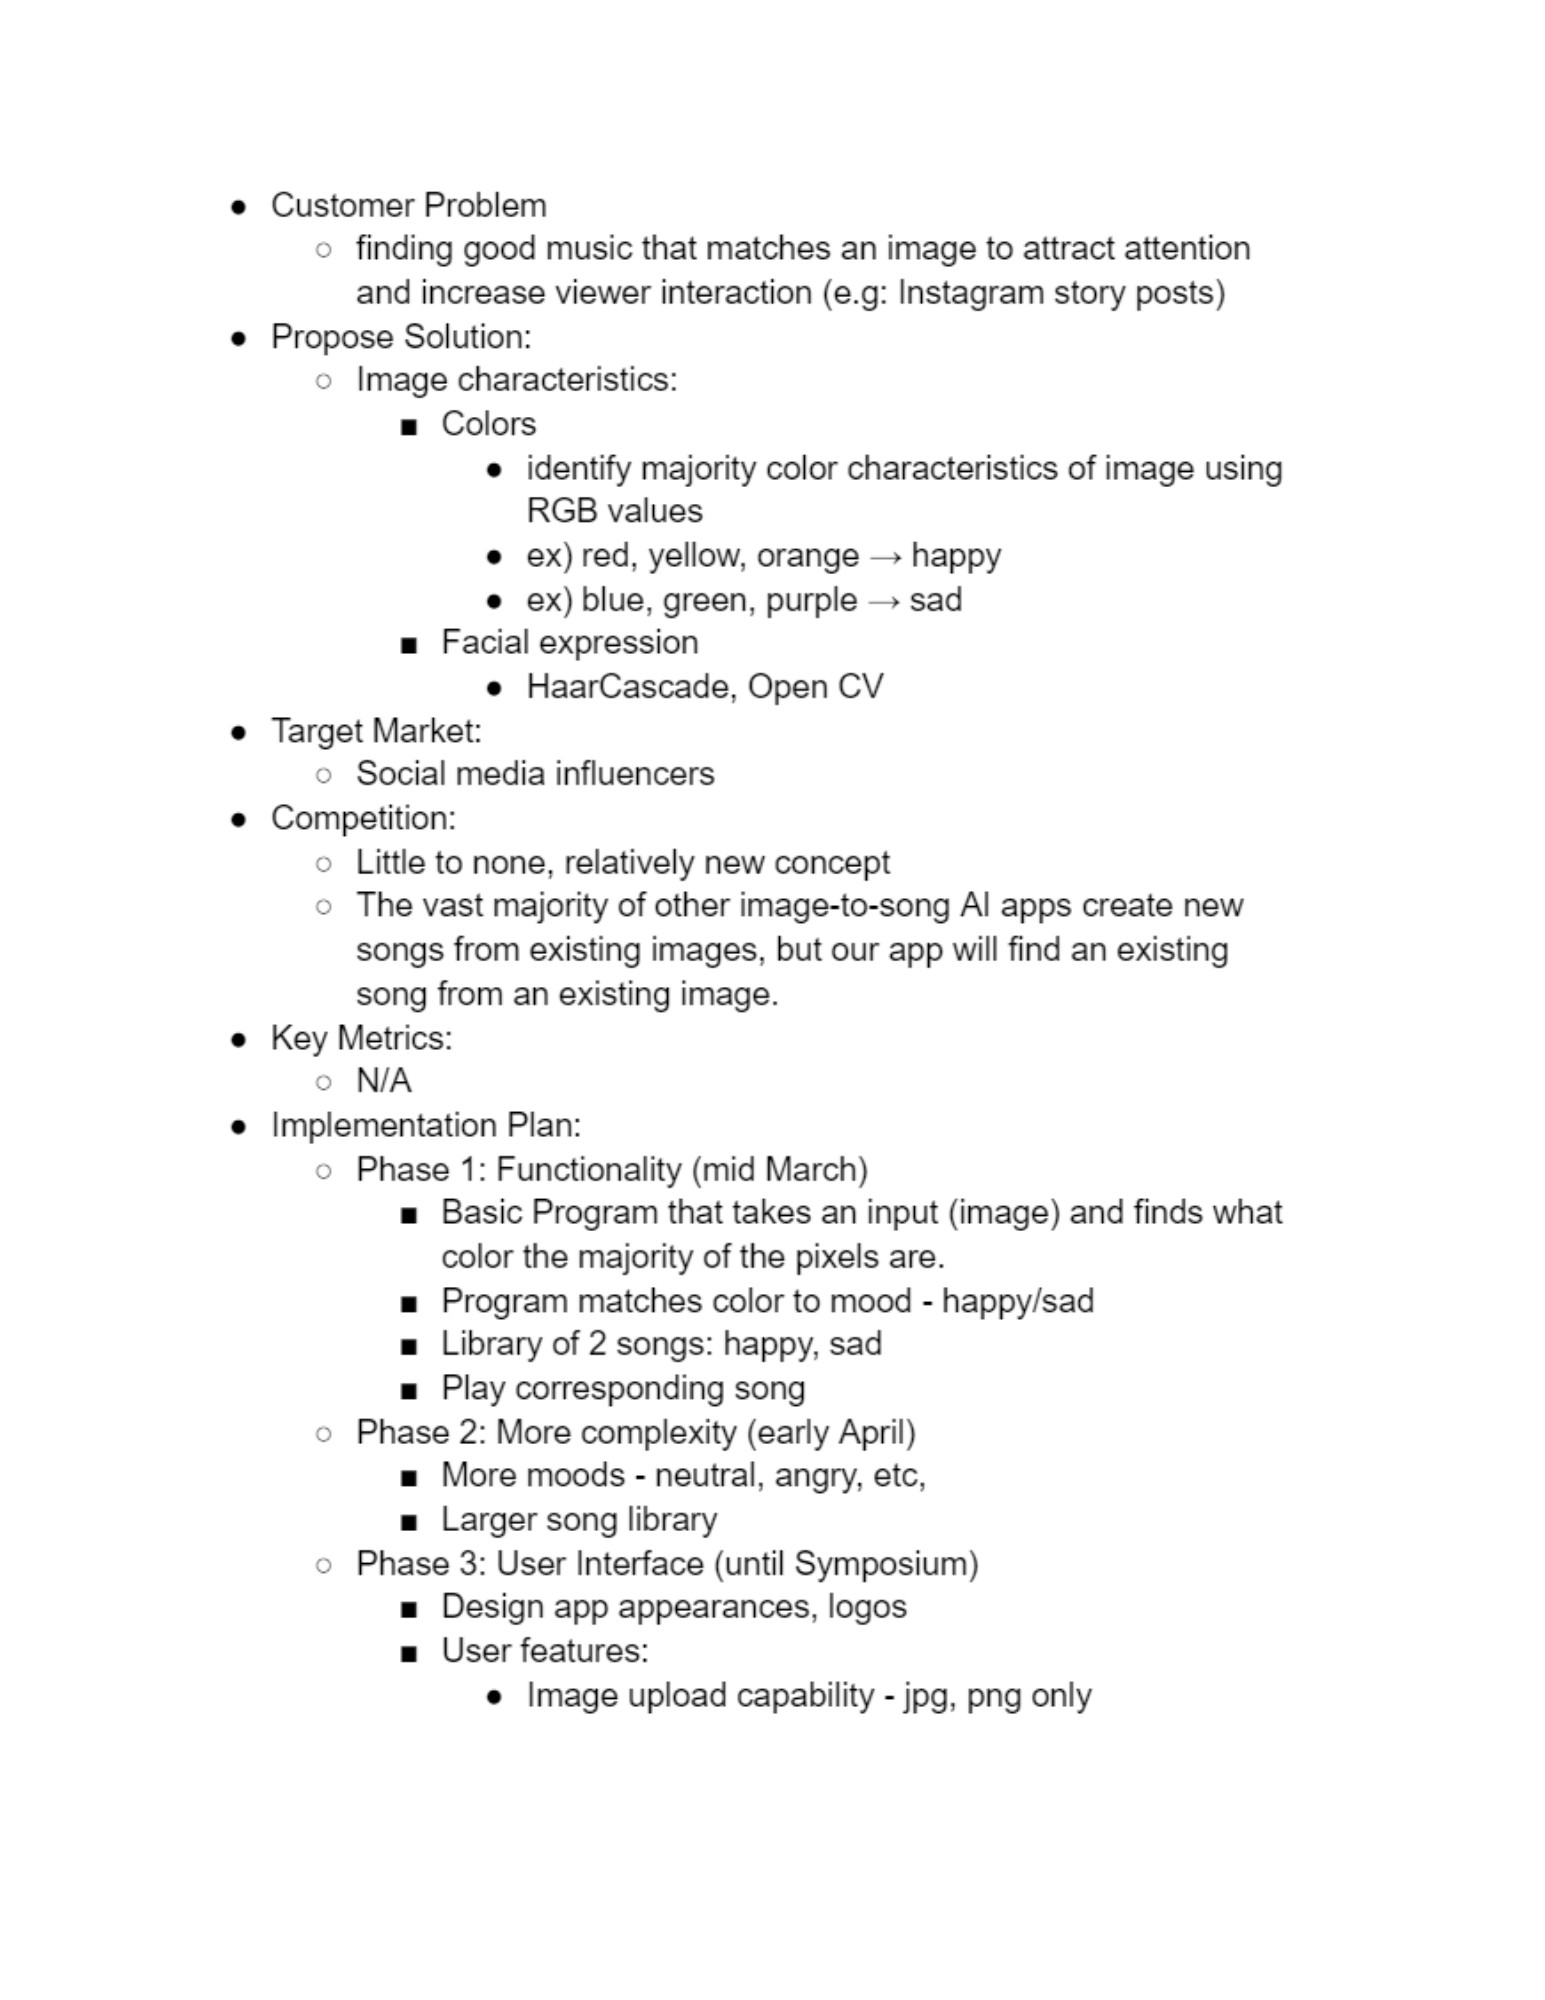 ● Customer Problem
○ finding good music that matches an image to attract attention
and increase viewer interaction (e.g: Instagram story posts)
● Propose Solution:
○ Image characteristics:
■ Colors
● identify majority color characteristics of image using
RGB values
● ex) red, yellow, orange → happy
● ex) blue, green, purple → sad
■ Facial expression
● HaarCascade, Open CV
● Target Market:
○ Social media influencers
● Competition:
○ Little to none, relatively new concept
○ The vast majority of other image-to-song AI apps create new
songs from existing images, but our app will find an existing
song from an existing image.
● Key Metrics:
○ N/A
● Implementation Plan:
○ Phase 1: Functionality (mid March)
■ Basic Program that takes an input (image) and finds what
color the majority of the pixels are.
■ Program matches color to mood - happy/sad
■ Library of 2 songs: happy, sad
■ Play corresponding song
○ Phase 2: More complexity (early April)
■ More moods - neutral, angry, etc,
■ Larger song library
○ Phase 3: User Interface (until Symposium)
■ Design app appearances, logos
■ User features:
● Image upload capability - jpg, png only